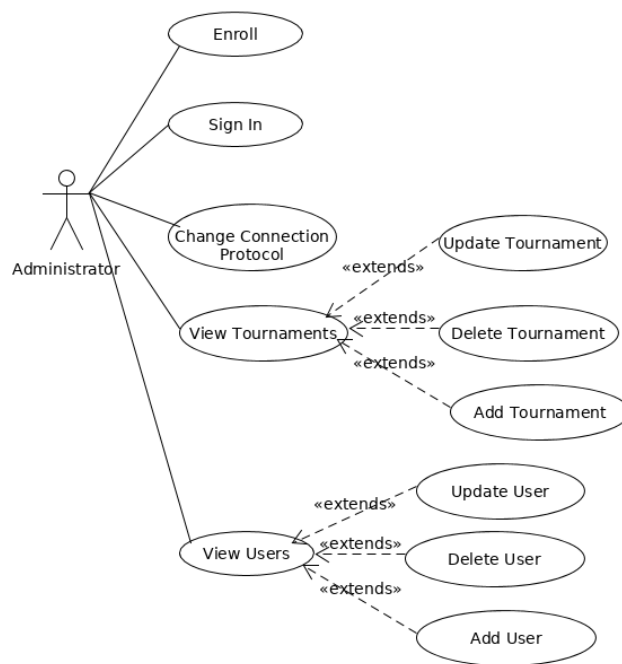 Enroll
Sign In
Change Connection
Protocol
Administrator
Update Tournament
«extends»
View Tournaments
«extends»
Delete Tournament
«extends»
Add Tournament
Update User
«extends»
View Users
«extends»
Delete User
«extends»
Add User